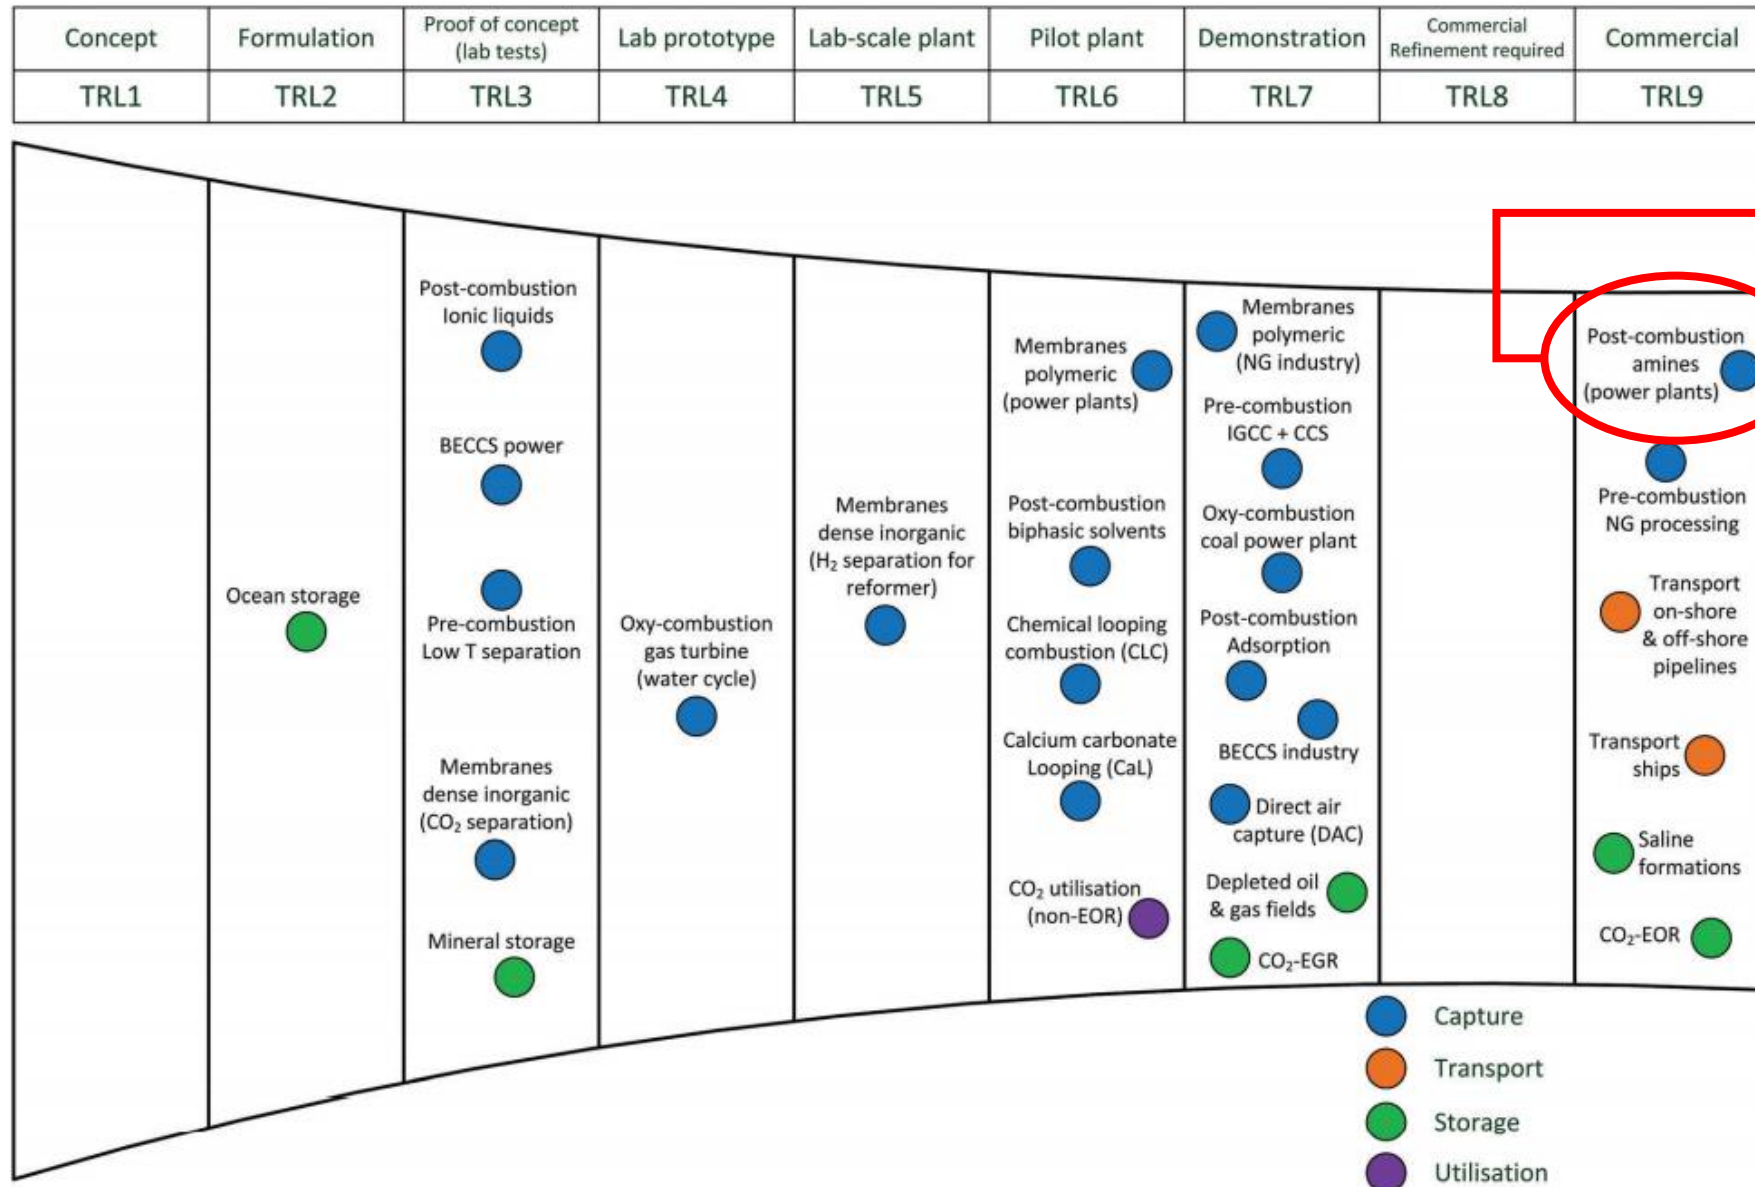 Concept
Formulation
Proof of concept
(lab tests)
Lab prototype
Lab-scale plant
Pilot plant
Demonstration
Commercial
Refinement required
Commercial
TRL1
TRL2
TRL3
TRL4
TRL5
TRL6
TRL7
TRL8
TRL9
Ocean storage
Post-combustion
Ionic liquids
BECCS power
Pre-combustion
Low T separation
Membranes
dense inorganic
(CO₂ separation)
Mineral storage
Oxy-combustion
gas turbine
(water cycle)
Membranes
dense inorganic
(H₂ separation for
reformer)
Membranes
polymeric
(power plants)
Post-combustion
biphasic solvents
Chemical looping
combustion (CLC)
Calcium carbonate
Looping (CaL)
CO₂ utilisation
(non-EOR)
Membranes
polymeric
(NG industry)
Pre-combustion
IGCC + CCS
Oxy-combustion
coal power plant
Post-combustion
Adsorption
BECCS industry
Direct air
capture (DAC)
Depleted oil
& gas fields
CO₂-EGR
Post-combustion
amines
(power plants)
Pre-combustion
NG processing
Transport
on-shore
& off-shore
pipelines
Transport
ships
Saline
formations
CO₂-EOR
Capture
Transport
Storage
Utilisation